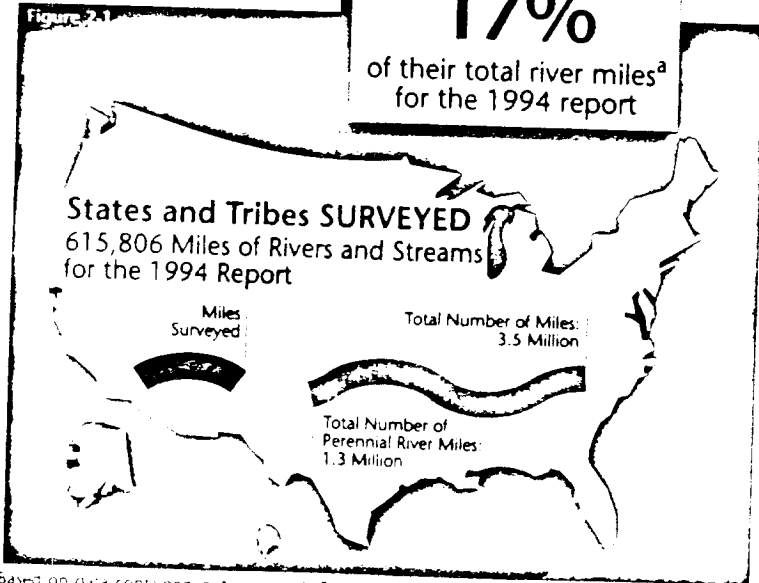 Figure 2-1
17%
of their total river milesᵃ
for the 1994 report
States and Tribes SURVEYED
615,806 Miles of Rivers and Streams
for the 1994 Report
Miles
Surveyed
Total Number of Miles:
3.5 Million
Total Number of
Perennial River Miles:
1.3 Million